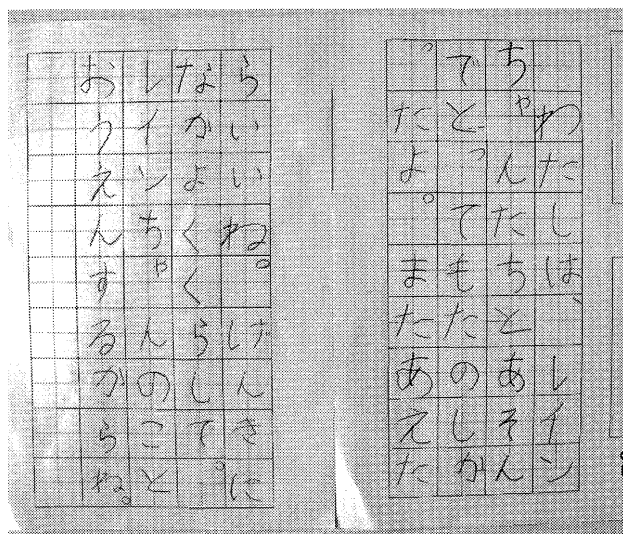 わたしは、　レイン
ちゃんたちとあそん
でとってもたのしか
ったよ。またあえた
らいいね。げんきに
なかよくくらして。
レインちゃんのこと
おうえんするからね。